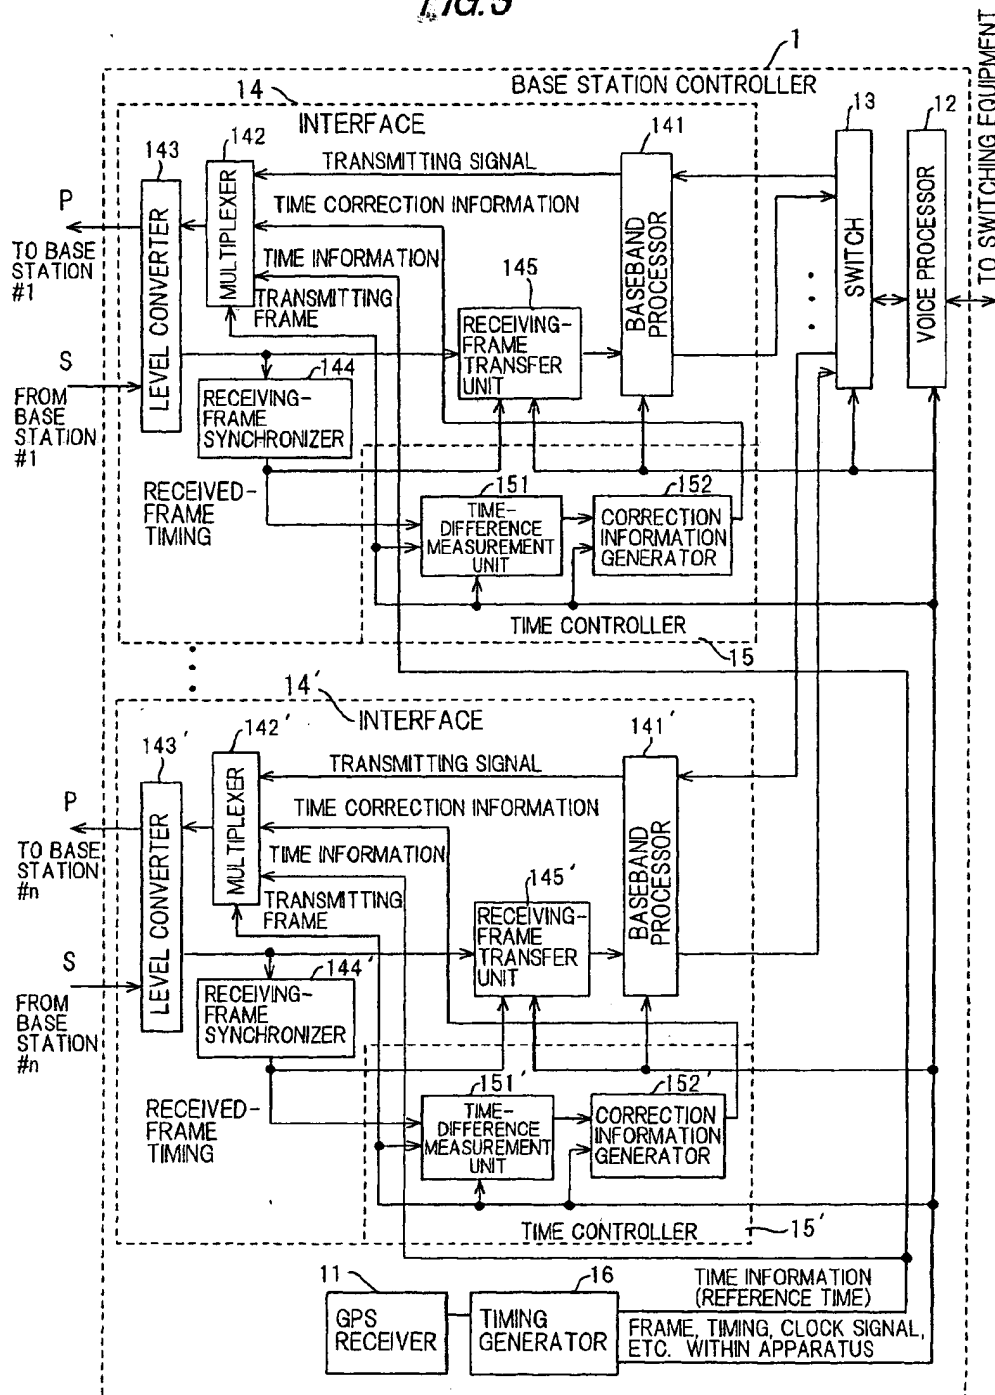 FIG. 3
1
BASE STATION CONTROLLER
TO SWITCHING EQUIPMENT
14
INTERFACE
13
12
143
142
141
TRANSMITTING SIGNAL
P
TO BASE
STATION
#1
TIME CORRECTION INFORMATION
TIME INFORMATION
TRANSMITTING
FRAME
LEVEL CONVERTER
MULTIPLEXER
BASEBAND
PROCESSOR
SWITCH
VOICE PROCESSOR
145
RECEIVING-
FRAME
TRANSFER
UNIT
S
FROM
BASE
STATION
#1
144
RECEIVING-
FRAME
SYNCHRONIZER
RECEIVED-
FRAME
TIMING
151
TIME-
DIFFERENCE
MEASUREMENT
UNIT
152
CORRECTION
INFORMATION
GENERATOR
TIME CONTROLLER
15
14'
INTERFACE
143'
142'
141'
TRANSMITTING SIGNAL
P
TO BASE
STATION
#n
TIME CORRECTION INFORMATION
TIME INFORMATION
TRANSMITTING
FRAME
LEVEL CONVERTER
MULTIPLEXER
BASEBAND
PROCESSOR
145'
RECEIVING-
FRAME
TRANSFER
UNIT
S
FROM
BASE
STATION
#n
144'
RECEIVING-
FRAME
SYNCHRONIZER
RECEIVED-
FRAME
TIMING
151'
TIME-
DIFFERENCE
MEASUREMENT
UNIT
152'
CORRECTION
INFORMATION
GENERATOR
TIME CONTROLLER
15'
11
GPS
RECEIVER
16
TIMING
GENERATOR
TIME INFORMATION
(REFERENCE TIME)
FRAME, TIMING, CLOCK SIGNAL,
ETC. WITHIN APPARATUS